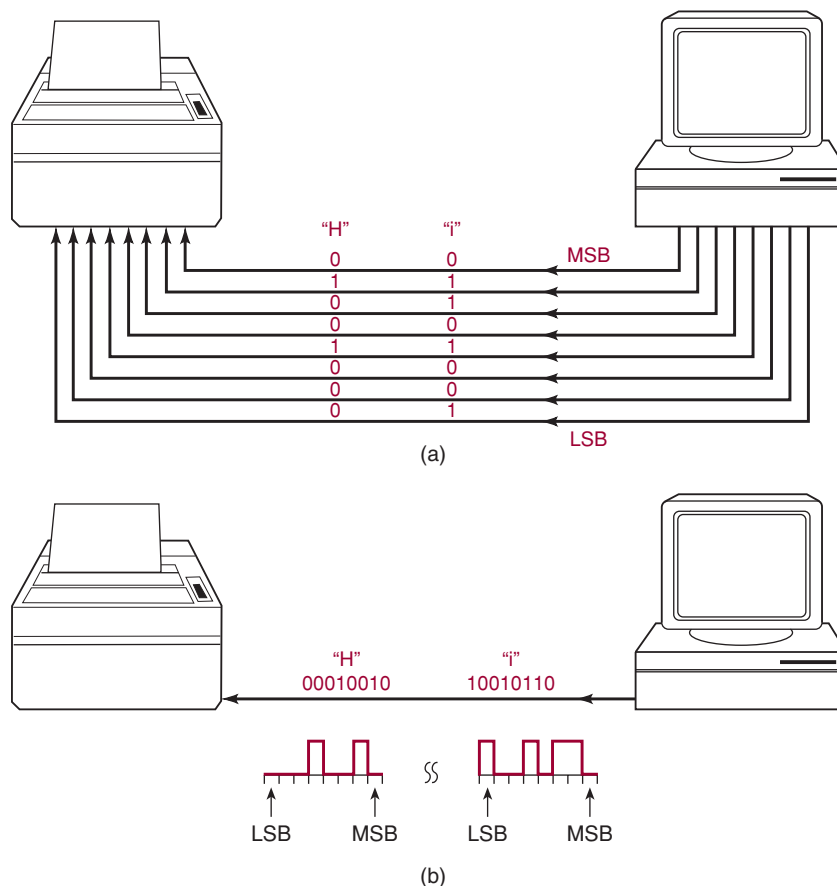 “H” “i”
0 0 MSB
1 1
0 1
0 0
1 1
0 0
0 0
0 1
LSB
(a)
“H” “i”
00010010 10010110
LSB MSB LSB MSB
(b)